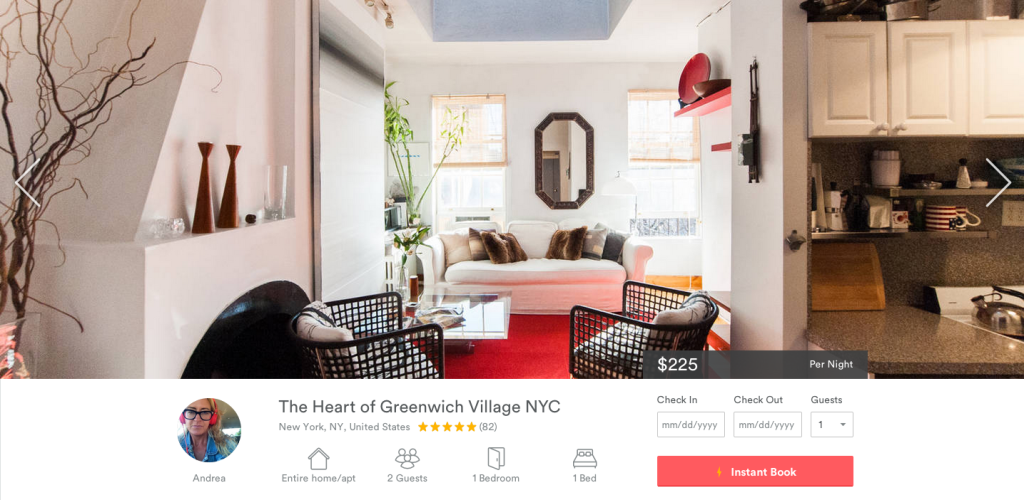 $225 Per Night
The Heart of Greenwich Village NYC
New York, NY, United States (82)
Andrea
Entire home/apt
2 Guests
1 Bedroom
1 Bed
Check In Check Out Guests
mm/dd/yyyy mm/dd/yyyy 1
Instant Book